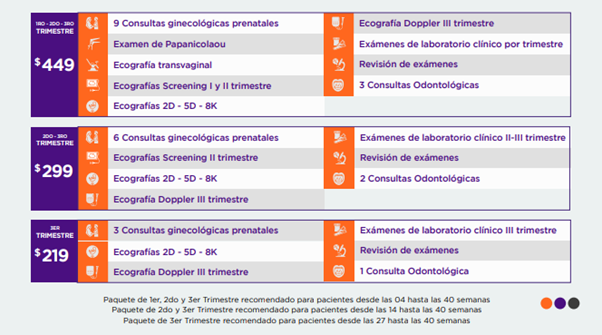 1RO - 2DO - 3RO
TRIMESTRE
$449
9 Consultas ginecológicas prenatales
Examen de Papanicolaou
Ecografía transvaginal
Ecografías Screening I y II trimestre
Ecografías 2D - 5D - 8K
Ecografía Doppler III trimestre
Exámenes de laboratorio clínico por trimestre
Revisión de exámenes
3 Consultas Odontológicas
2DO - 3RO
TRIMESTRE
$299
6 Consultas ginecológicas prenatales
Ecografías Screening II trimestre
Ecografías 2D - 5D - 8K
Ecografía Doppler III trimestre
Exámenes de laboratorio clínico II-III trimestre
Revisión de exámenes
2 Consultas Odontológicas
3ER
TRIMESTRE
$219
3 Consultas ginecológicas prenatales
Ecografías 2D - 5D - 8K
Ecografía Doppler III trimestre
Exámenes de laboratorio clínico III trimestre
Revisión de exámenes
1 Consulta Odontológica
Paquete de 1er, 2do y 3er Trimestre recomendado para pacientes desde las 04 hasta las 40 semanas
Paquete de 2do y 3er Trimestre recomendado para pacientes desde las 14 hasta las 40 semanas
Paquete de 3er Trimestre recomendado para pacientes desde las 27 hasta las 40 semanas